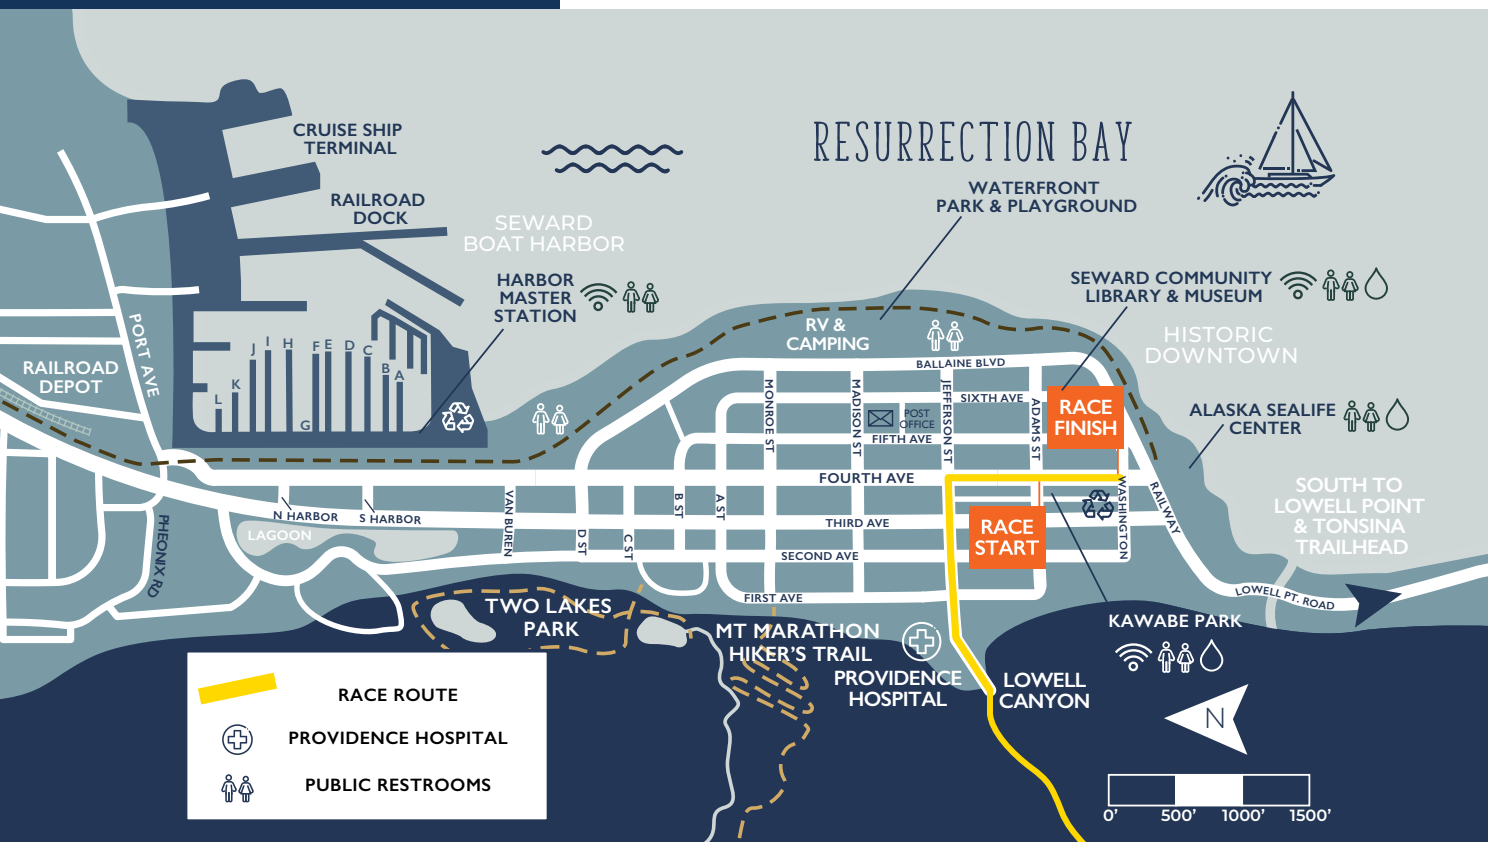 CRUISE SHIP
TERMINAL
RAILROAD
DOCK
SEWARD
BOAT HARBOR
HARBOR
MASTER
STATION
RESURRECTION BAY
WATERFRONT
PARK & PLAYGROUND
SEWARD COMMUNITY
LIBRARY & MUSEUM
HISTORIC
DOWNTOWN
RV &
CAMPING
PORT AVE
RAILROAD
DEPOT
L
K
J
I
H
G
F
E
D
C
B
A
BALLAINE BLVD
SIXTH AVE
POST
OFFICE
FIFTH AVE
FOURTH AVE
THIRD AVE
SECOND AVE
FIRST AVE
MONROE ST
MADISON ST
JEFFERSON ST
ADAMS ST
RACE
FINISH
ALASKA SEALIFE
CENTER
SOUTH TO
LOWELL POINT
& TONSINA
TRAILHEAD
WASHINGTON
RAILWAY
RACE
START
N HARBOR
S HARBOR
LAGOON
PHEONIX RD
VAN BUREN
D ST
C ST
B ST
A ST
LOWELL PT. ROAD
KAWABE PARK
TWO LAKES
PARK
MT MARATHON
HIKER'S TRAIL
PROVIDENCE
HOSPITAL
LOWELL
CANYON
RACE ROUTE
PROVIDENCE HOSPITAL
PUBLIC RESTROOMS
N
0' 500' 1000' 1500'